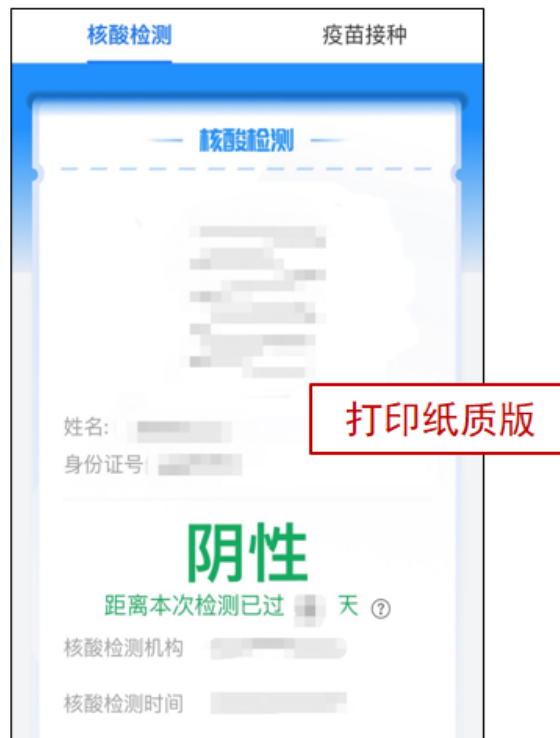 核酸检测 疫苗接种
核酸检测
姓名:
打印纸质版
身份证号
阴性
距离本次检测已过 天 ?
核酸检测机构
核酸检测时间